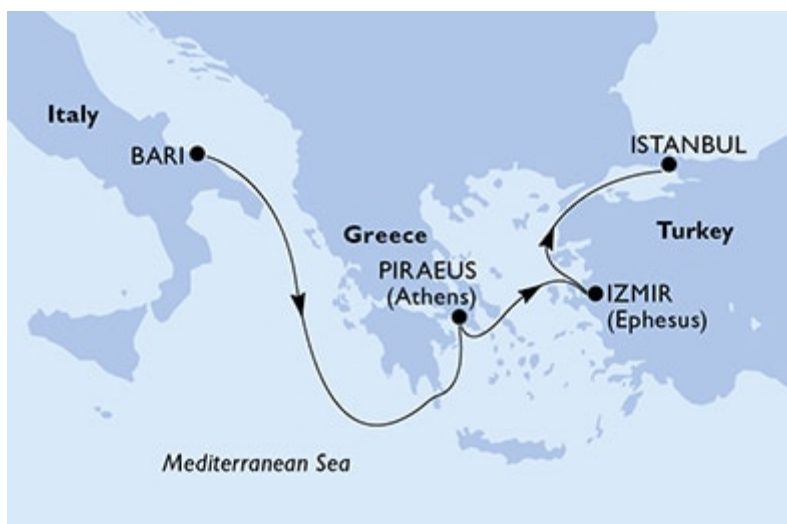 Italy
BARI
ISTANBUL
Greece
Turkey
PIRAEUS
(Athens)
IZMIR
(Ephesus)
Mediterranean Sea